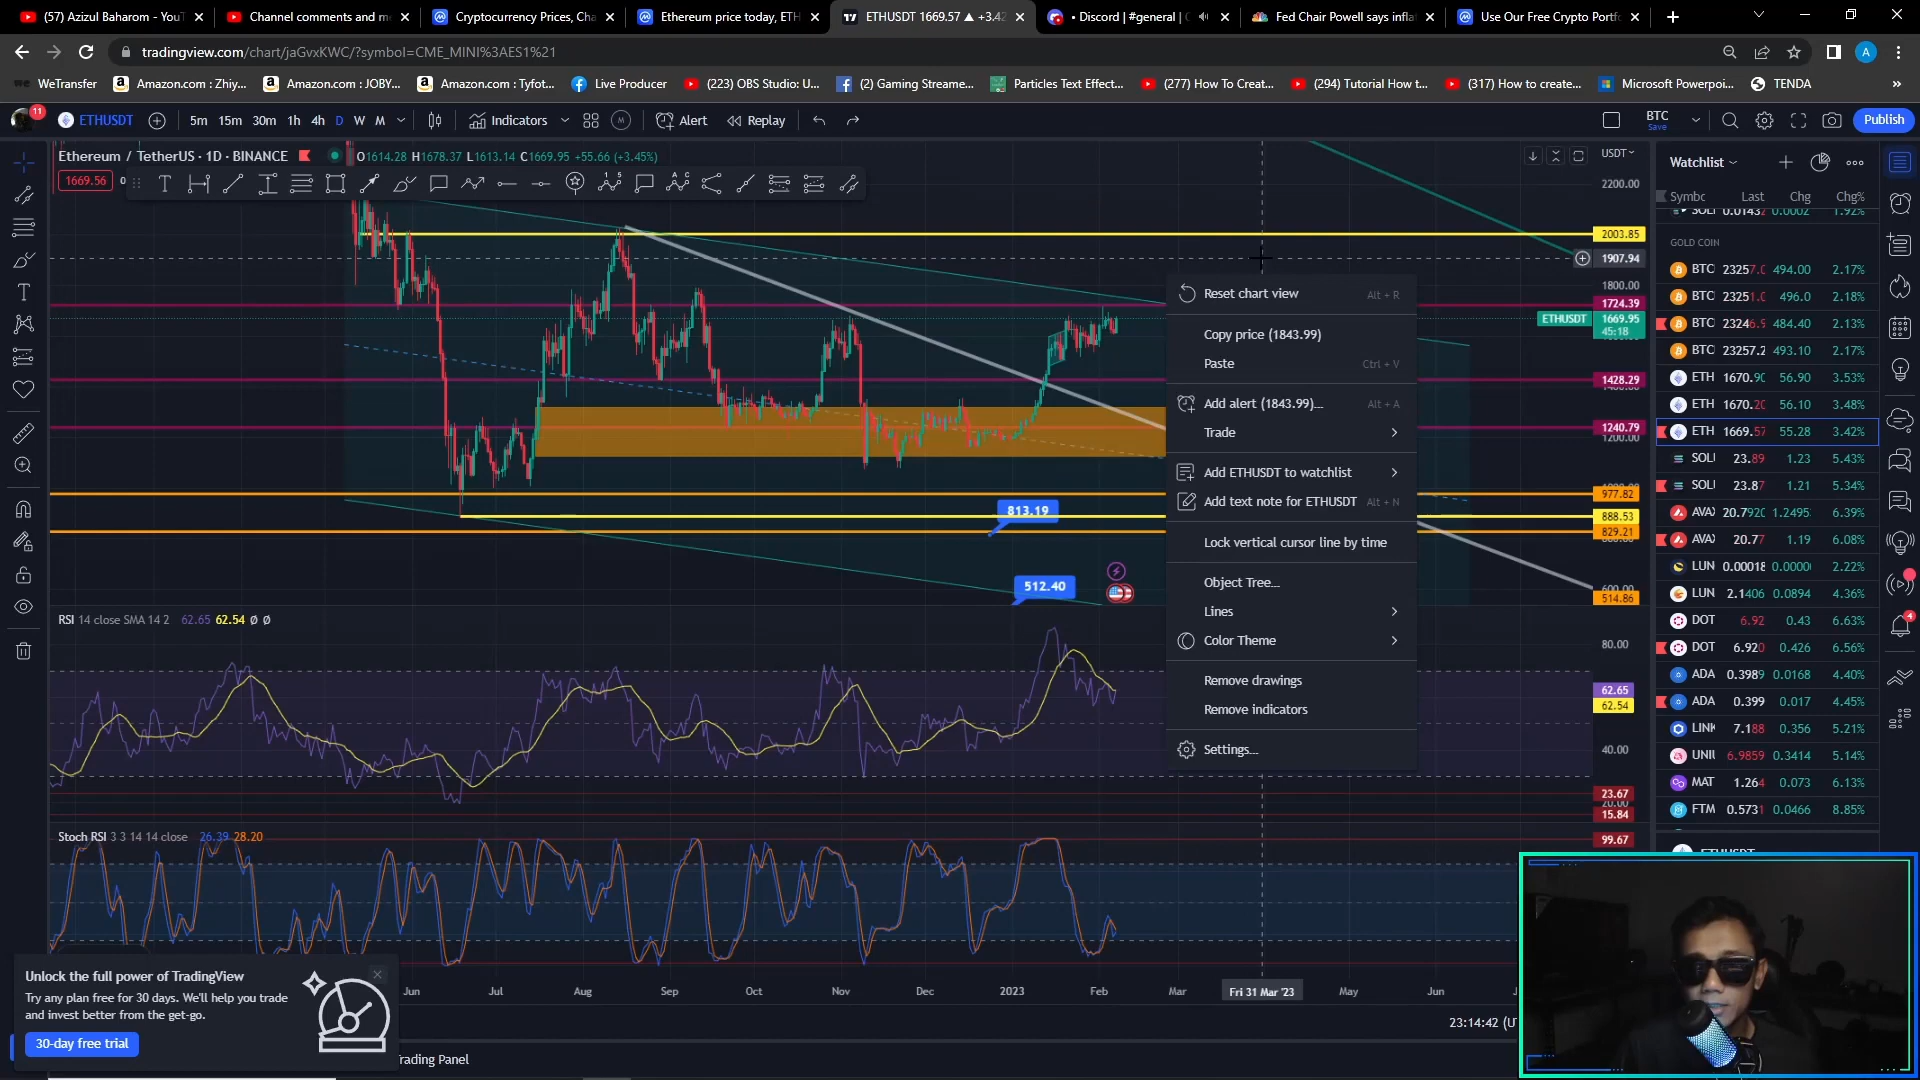 (57) Azizul Baharom - YouT
Channel comments and m
Cryptocurrency Prices, Cha
Ethereum price today, ETH
ETHUSDT 1669.57 ▲ +3.42
• Discord | #general |
Fed Chair Powell says infla
Use Our Free Crypto Portf
tradingview.com/chart/jaGvxKWC/?symbol=CME_MINI%3AES1%21
WeTransfer
Amazon.com : Zhiy...
Amazon.com : JOBY...
Amazon.com : Tyfot...
Live Producer
(223) OBS Studio: U...
(2) Gaming Streame...
Particles Text Effect...
(277) How To Create...
(294) Tutorial How t...
(317) How to create...
Microsoft Powerpoi...
TENDA
11
ETHUSDT
5m 15m 30m 1h 4h D W M
Indicators
Alert
Replay
BTC
Save
Publish
Ethereum / TetherUS · 1D · BINANCE
O1614.28 H1678.37 L1613.14 C1669.95 +55.66 (+3.45%)
1669.56
0
USDT
2200.00
2003.85
1907.94
1800.00
1724.39
ETHUSDT
1669.95
45:18
1428.29
1240.79
1200.00
977.82
888.53
829.21
813.19
512.40
600.00
514.86
Reset chart view Alt + R
Copy price (1843.99)
Paste Ctrl + V
Add alert (1843.99)... Alt + A
Trade
Add ETHUSDT to watchlist
Add text note for ETHUSDT Alt + N
Lock vertical cursor line by time
Object Tree...
Lines
Color Theme
Remove drawings
Remove indicators
Settings...
RSI 14 close SMA 14 2 62.65 62.54 Ø Ø
80.00
62.65
62.54
40.00
23.67
20.00
15.84
Stoch RSI 3 3 14 14 close 26.39 28.20
99.67
Jun
Jul
Aug
Sep
Oct
Nov
Dec
2023
Feb
Mar
Fri 31 Mar '23
May
Jun
23:14:42 (UT
Trading Panel
Unlock the full power of TradingView
Try any plan free for 30 days. We'll help you trade
and invest better from the get-go.
30-day free trial
Watchlist
Symbc Last Chg Chg%
SOLI 0.01432 0.0002 1.92%
GOLD COIN
BTC 23257.0 494.00 2.17%
BTC 23251.0 496.0 2.18%
BTC 23246.9 484.40 2.13%
BTC 23257.2 493.10 2.17%
ETH 1670.90 56.90 3.53%
ETH 1670.20 56.10 3.48%
ETH 1669.57 55.28 3.42%
SOLI 23.89 1.23 5.43%
SOLI 23.87 1.21 5.34%
AVA 20.7920 1.2495 6.39%
AVA 20.77 1.19 6.08%
LUN 0.00018 0.0000 2.22%
LUN 2.1406 0.0894 4.36%
DOT 6.92 0.43 6.63%
DOT 6.920 0.426 6.56%
ADA 0.3989 0.0168 4.40%
ADA 0.399 0.017 4.45%
LINK 7.188 0.356 5.21%
UNII 6.9859 0.3414 5.14%
MAT 1.264 0.073 6.13%
FTM 0.5731 0.0466 8.85%
ETHUSDT
4